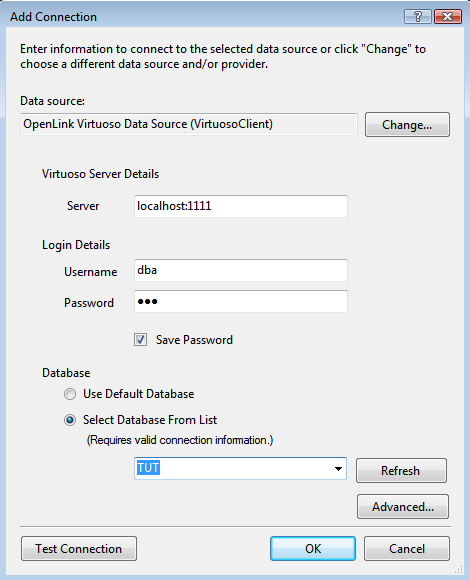 Add Connection
Enter information to connect to the selected data source or click "Change" to
choose a different data source and/or provider.
Data source:
OpenLink Virtuoso Data Source (VirtuosoClient)
Change...
Virtuoso Server Details
Server
localhost:1111
Login Details
Username
dba
Password
●●●
Save Password
Database
Use Default Database
Select Database From List
(Requires valid connection information.)
TUT
Refresh
Advanced...
Test Connection
OK
Cancel